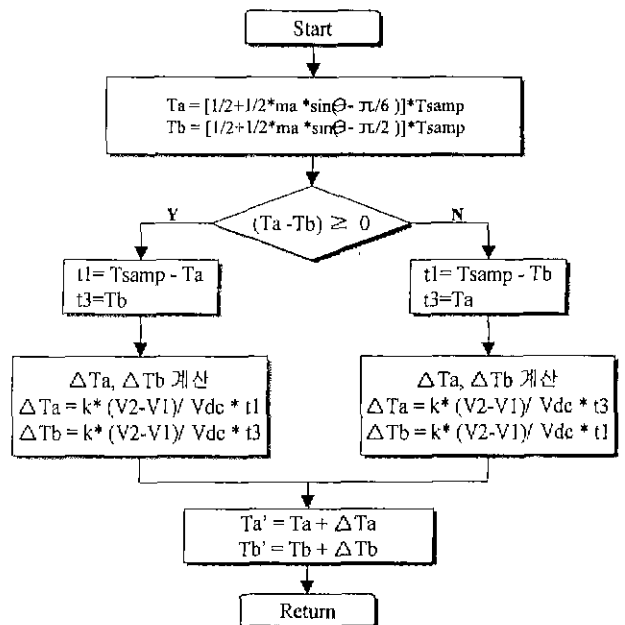 Start
Ta = [1/2+1/2*ma *sin(θ- π/6 )]*Tsamp
Tb = [1/2+1/2*ma *sin(θ- π/2 )]*Tsamp
Y
(Ta -Tb) ≥ 0
N
t1= Tsamp - Ta
t3=Tb
t1= Tsamp - Tb
t3=Ta
△Ta, △Tb 계산
△Ta = k* (V2-V1)/ Vdc * t1
△Tb = k* (V2-V1)/ Vdc * t3
△Ta, △Tb 계산
△Ta = k* (V2-V1)/ Vdc * t3
△Tb = k* (V2-V1)/ Vdc * t1
Ta' = Ta + △Ta
Tb' = Tb + △Tb
Return